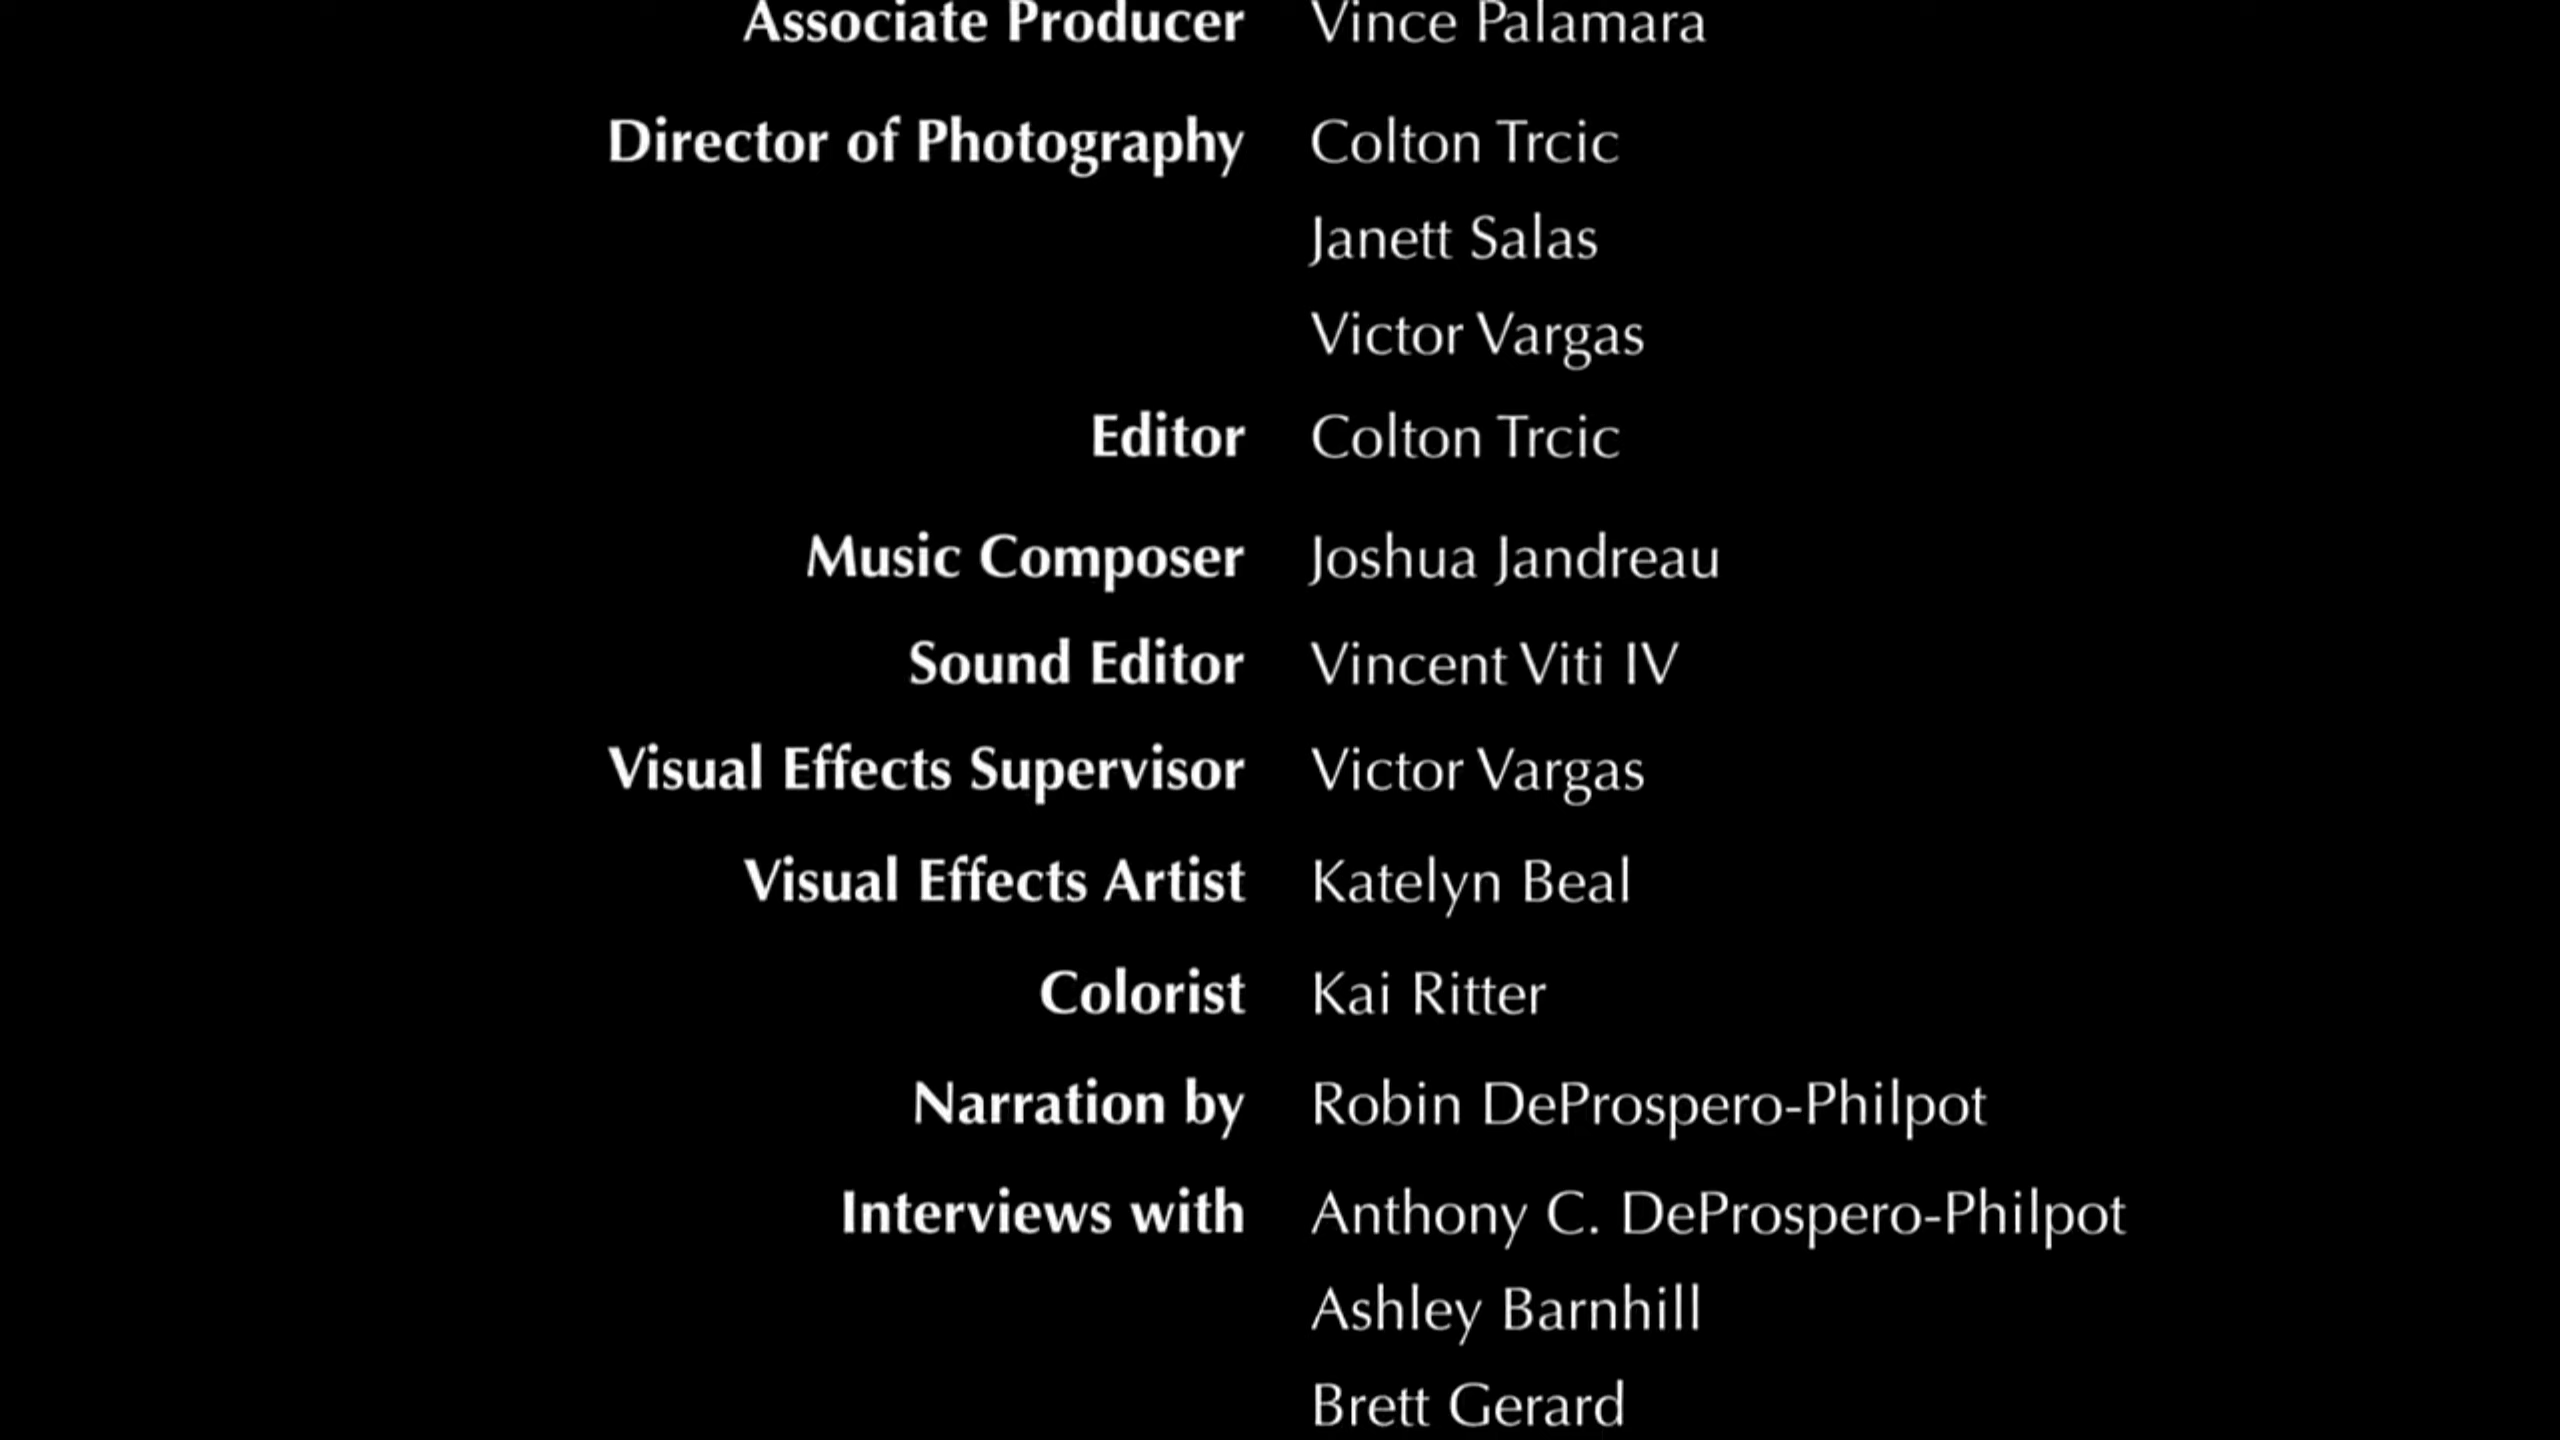 Associate Producer Vince Palamara
Director of Photography Colton Trcic
Janett Salas
Victor Vargas
Editor Colton Trcic
Music Composer Joshua Jandreau
Sound Editor Vincent Viti IV
Visual Effects Supervisor Victor Vargas
Visual Effects Artist Katelyn Beal
Colorist Kai Ritter
Narration by Robin DeProspero-Philpot
Interviews with Anthony C. DeProspero-Philpot
Ashley Barnhill
Brett Gerard